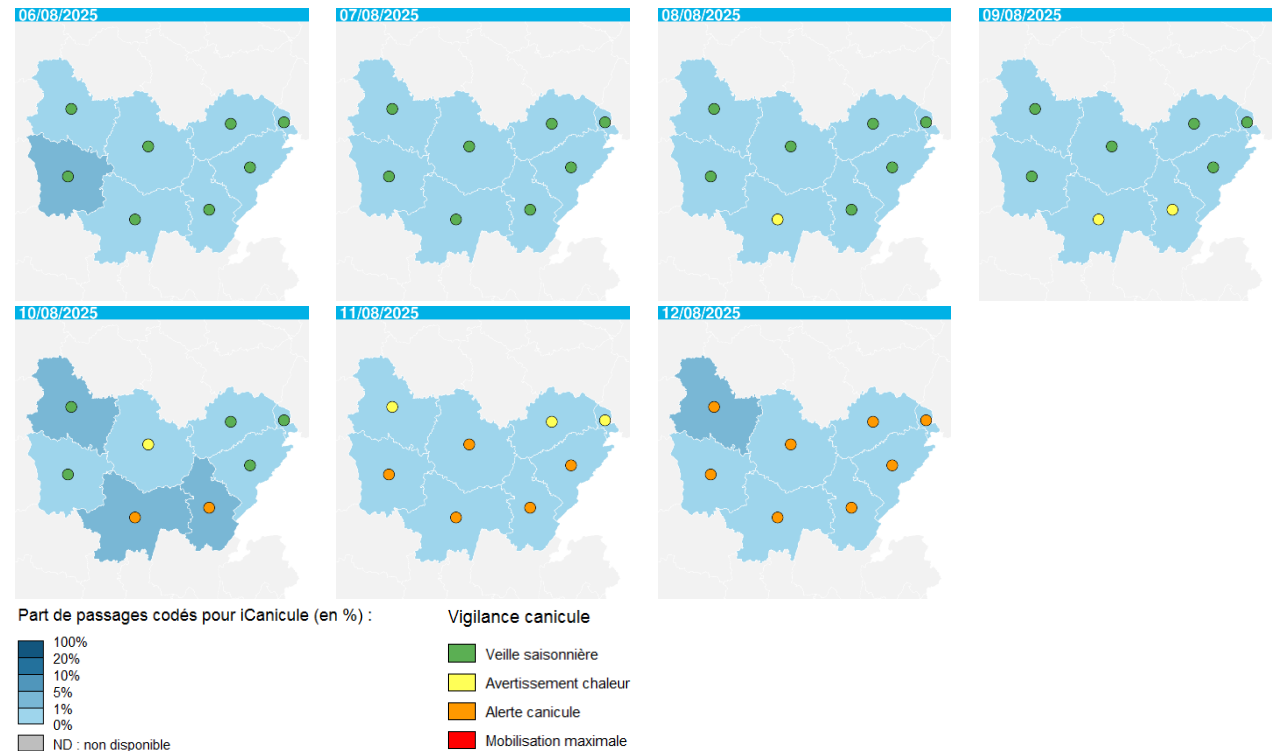 06/08/2025
07/08/2025
08/08/2025
09/08/2025
10/08/2025
11/08/2025
12/08/2025
Part de passages codés pour iCanicule (en %) :
100%
20%
10%
5%
1%
0%
ND : non disponible
Vigilance canicule
Veille saisonnière
Avertissement chaleur
Alerte canicule
Mobilisation maximale